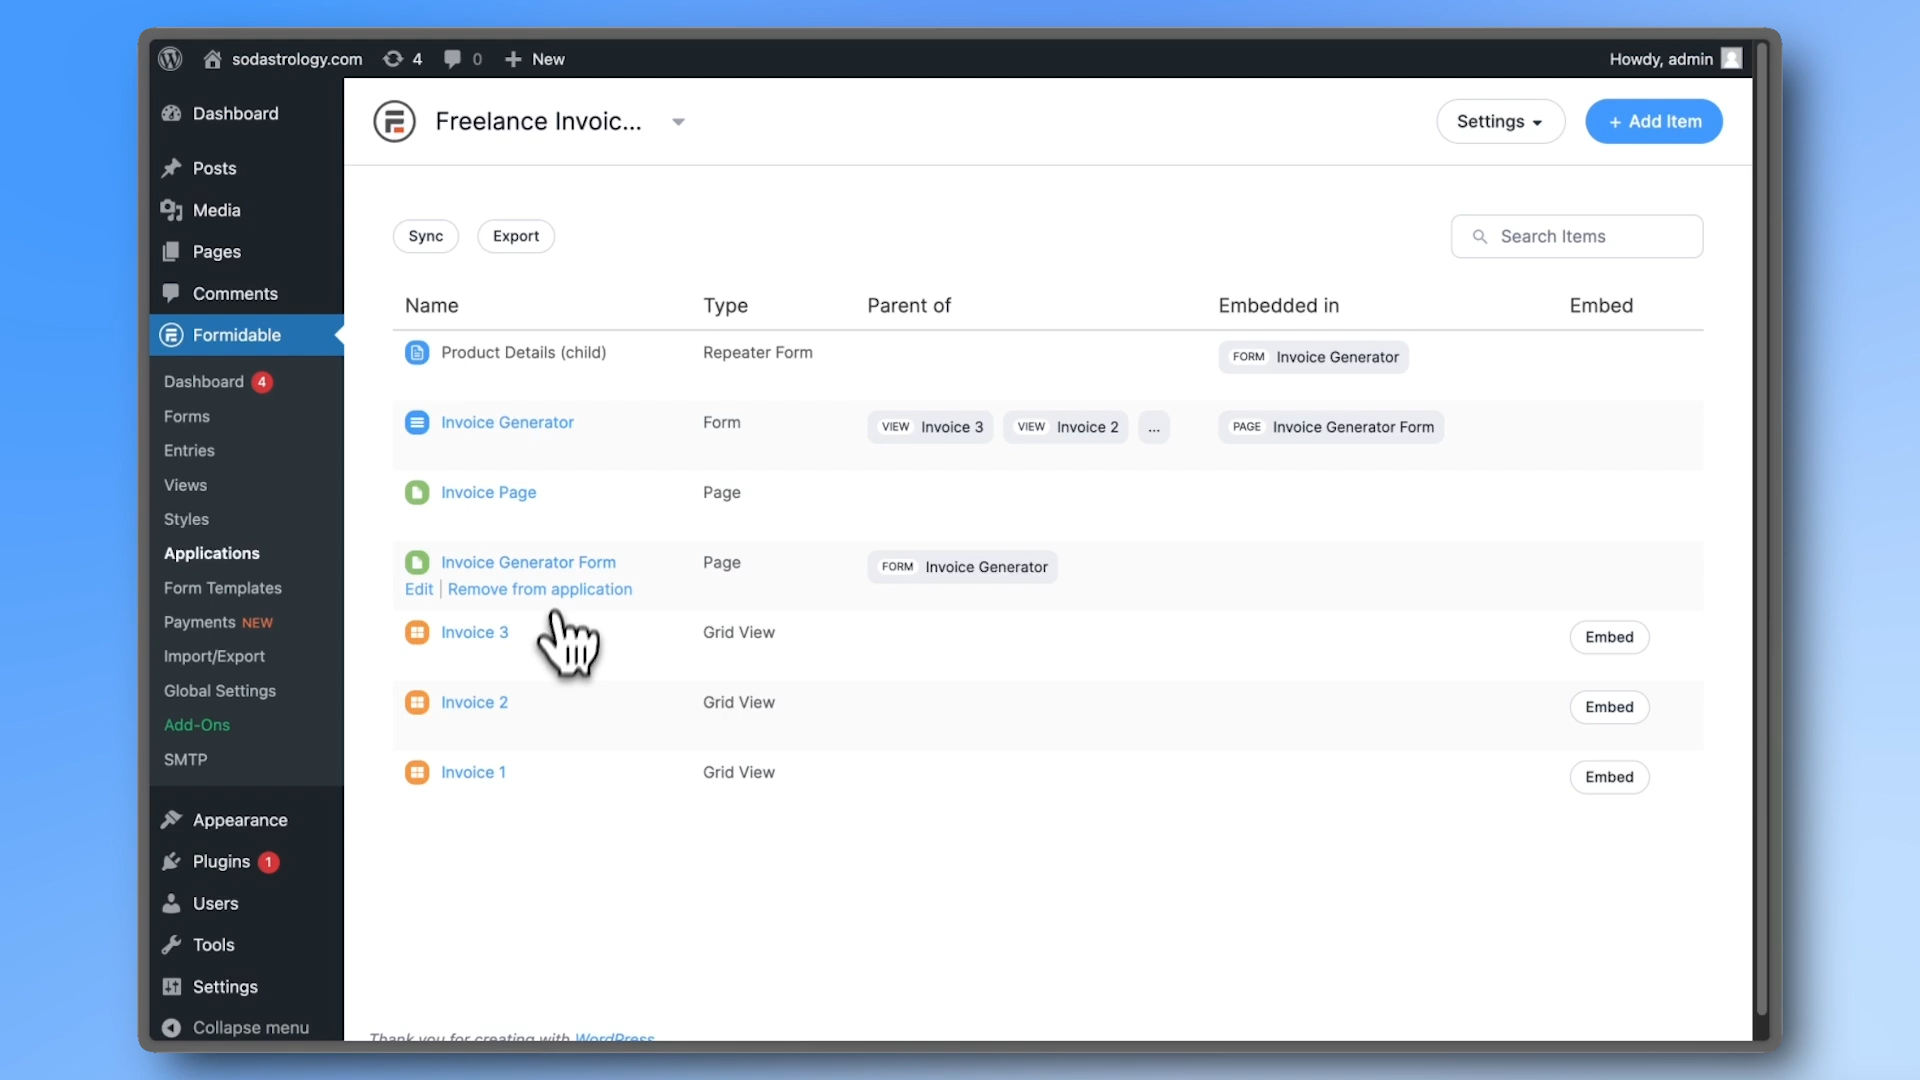 sodastrology.com 4 0 + New Howdy, admin
Dashboard
Posts
Media
Pages
Comments
Formidable
Dashboard 4
Forms
Entries
Views
Styles
Applications
Form Templates
Payments NEW
Import/Export
Global Settings
Add-Ons
SMTP
Appearance
Plugins 1
Users
Tools
Settings
Collapse menu
Freelance Invoic...
Settings
+ Add Item
Sync Export Search Items
Name Type Parent of Embedded in Embed
Product Details (child) Repeater Form FORM Invoice Generator
Invoice Generator Form VIEW Invoice 3 VIEW Invoice 2 ... PAGE Invoice Generator Form
Invoice Page Page
Invoice Generator Form Page FORM Invoice Generator
Edit | Remove from application
Invoice 3 Grid View Embed
Invoice 2 Grid View Embed
Invoice 1 Grid View Embed
Thank you for creating with WordPress